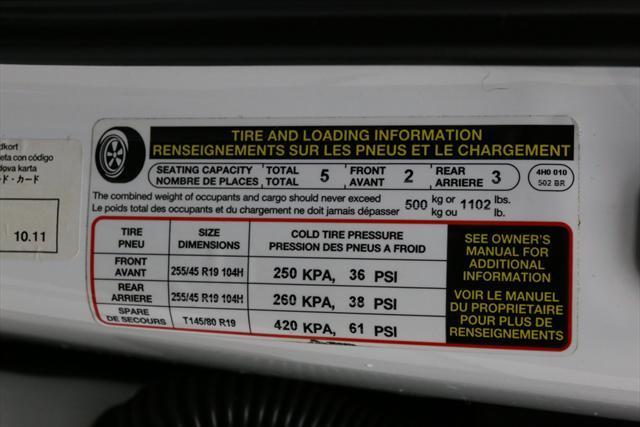 dkort
eta con código
dova karta
ド・カード
10.11
TIRE AND LOADING INFORMATION
RENSEIGNEMENTS SUR LES PNEUS ET LE CHARGEMENT
SEATING CAPACITY TOTAL 5 FRONT 2 REAR 3
NOMBRE DE PLACES TOTAL AVANT ARRIERE
4H0 010
502 BR
The combined weight of occupants and cargo should never exceed 500 kg or 1102 lbs.
Le poids total des occupants et du chargement ne doit jamais dépasser kg ou lb.
TIRE SIZE COLD TIRE PRESSURE
PNEU DIMENSIONS PRESSION DES PNEUS A FROID
FRONT
AVANT 255/45 R19 104H 250 KPA, 36 PSI
REAR
ARRIERE 255/45 R19 104H 260 KPA, 38 PSI
SPARE
DE SECOURS T145/80 R19 420 KPA, 61 PSI
SEE OWNER'S
MANUAL FOR
ADDITIONAL
INFORMATION
VOIR LE MANUEL
DU PROPRIETAIRE
POUR PLUS DE
RENSEIGNEMENTS